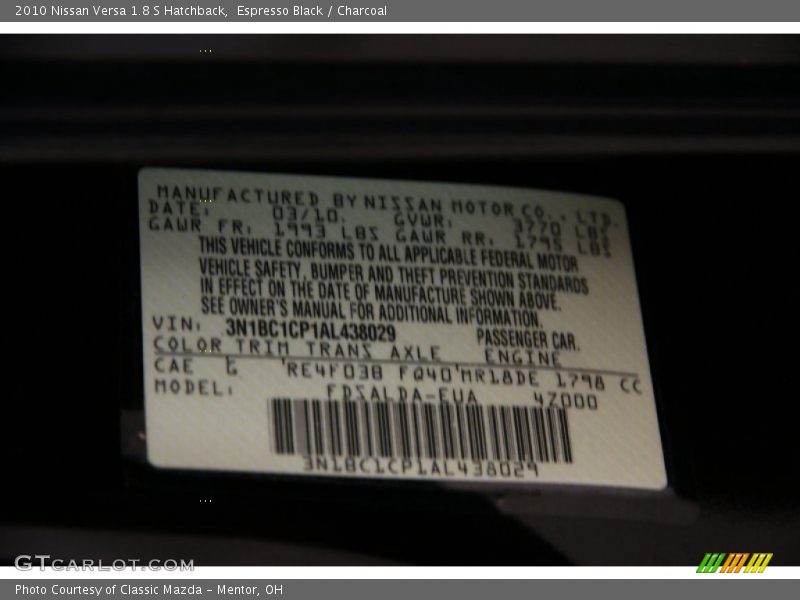 2010 Nissan Versa 1.8 S Hatchback,  Espresso Black / Charcoal
MANUFACTURED BY NISSAN MOTOR CO., LTD.
DATE: 03/10. GVWR: 3770 LBS
GAWR FR: 1993 LBS GAWR RR: 1795 LBS
THIS VEHICLE CONFORMS TO ALL APPLICABLE FEDERAL MOTOR
VEHICLE SAFETY, BUMPER AND THEFT PREVENTION STANDARDS
IN EFFECT ON THE DATE OF MANUFACTURE SHOWN ABOVE.
SEE OWNER'S MANUAL FOR ADDITIONAL INFORMATION.
VIN: 3N1BC1CP1AL438029 PASSENGER CAR.
COLOR TRIM TRANS AXLE ENGINE
CAE G 'RE4F03B FQ40'MR18DE 1798 CC
MODEL: FDSALDA-EUA 4Z000
3N1BC1CP1AL438029
GTCARLOT.COM
Photo Courtesy of Classic Mazda – Mentor, OH